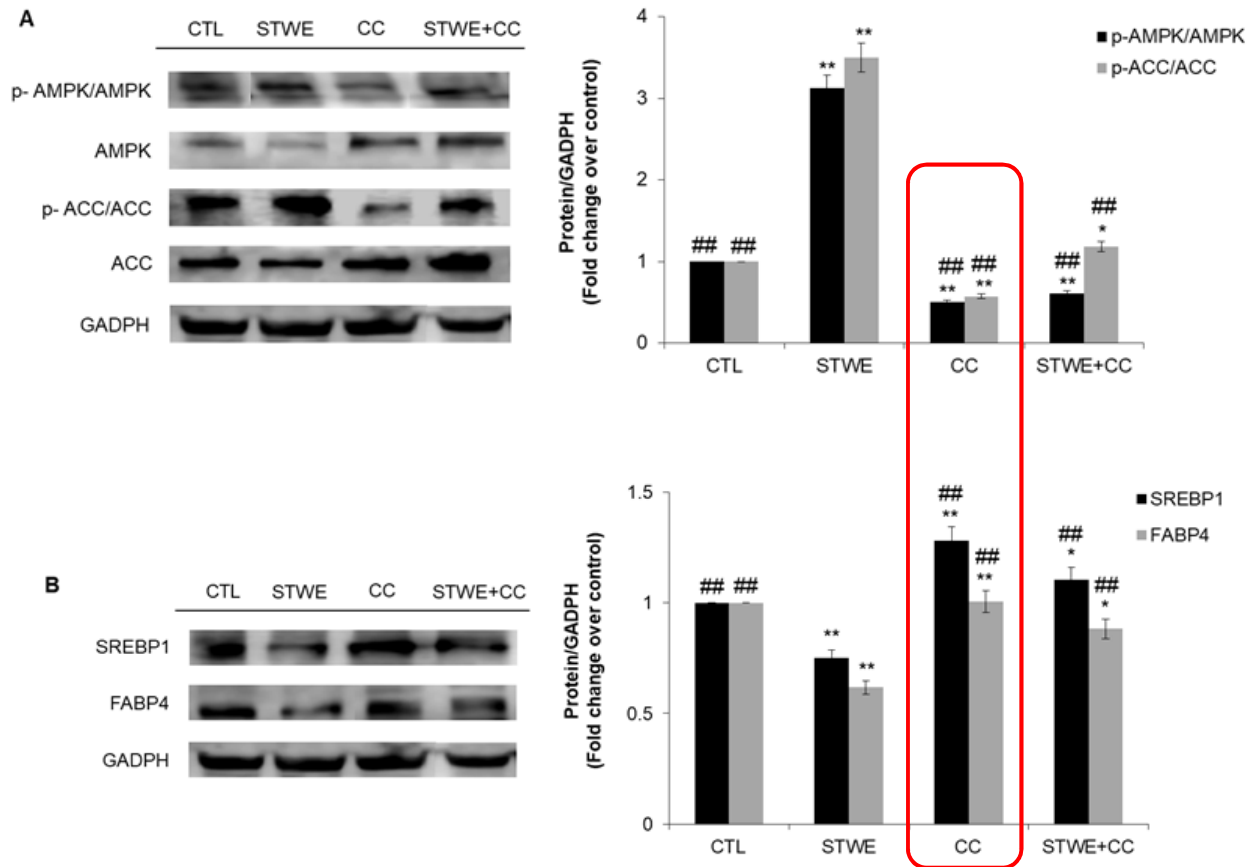 A
CTL STWE CC STWE+CC
p- AMPK/AMPK
AMPK
p- ACC/ACC
ACC
GADPH
Protein/GADPH
(Fold change over control)
4
3
2
1
0
p-AMPK/AMPK
p-ACC/ACC
** **
## ##
## ##
** **
##
##
*
**
CTL STWE CC STWE+CC
B
CTL STWE CC STWE+CC
SREBP1
FABP4
GADPH
Protein/GADPH
(Fold change over control)
1.5
1
0.5
0
SREBP1
FABP4
## ##
** **
##
**
##
**
##
*
##
*
CTL STWE CC STWE+CC